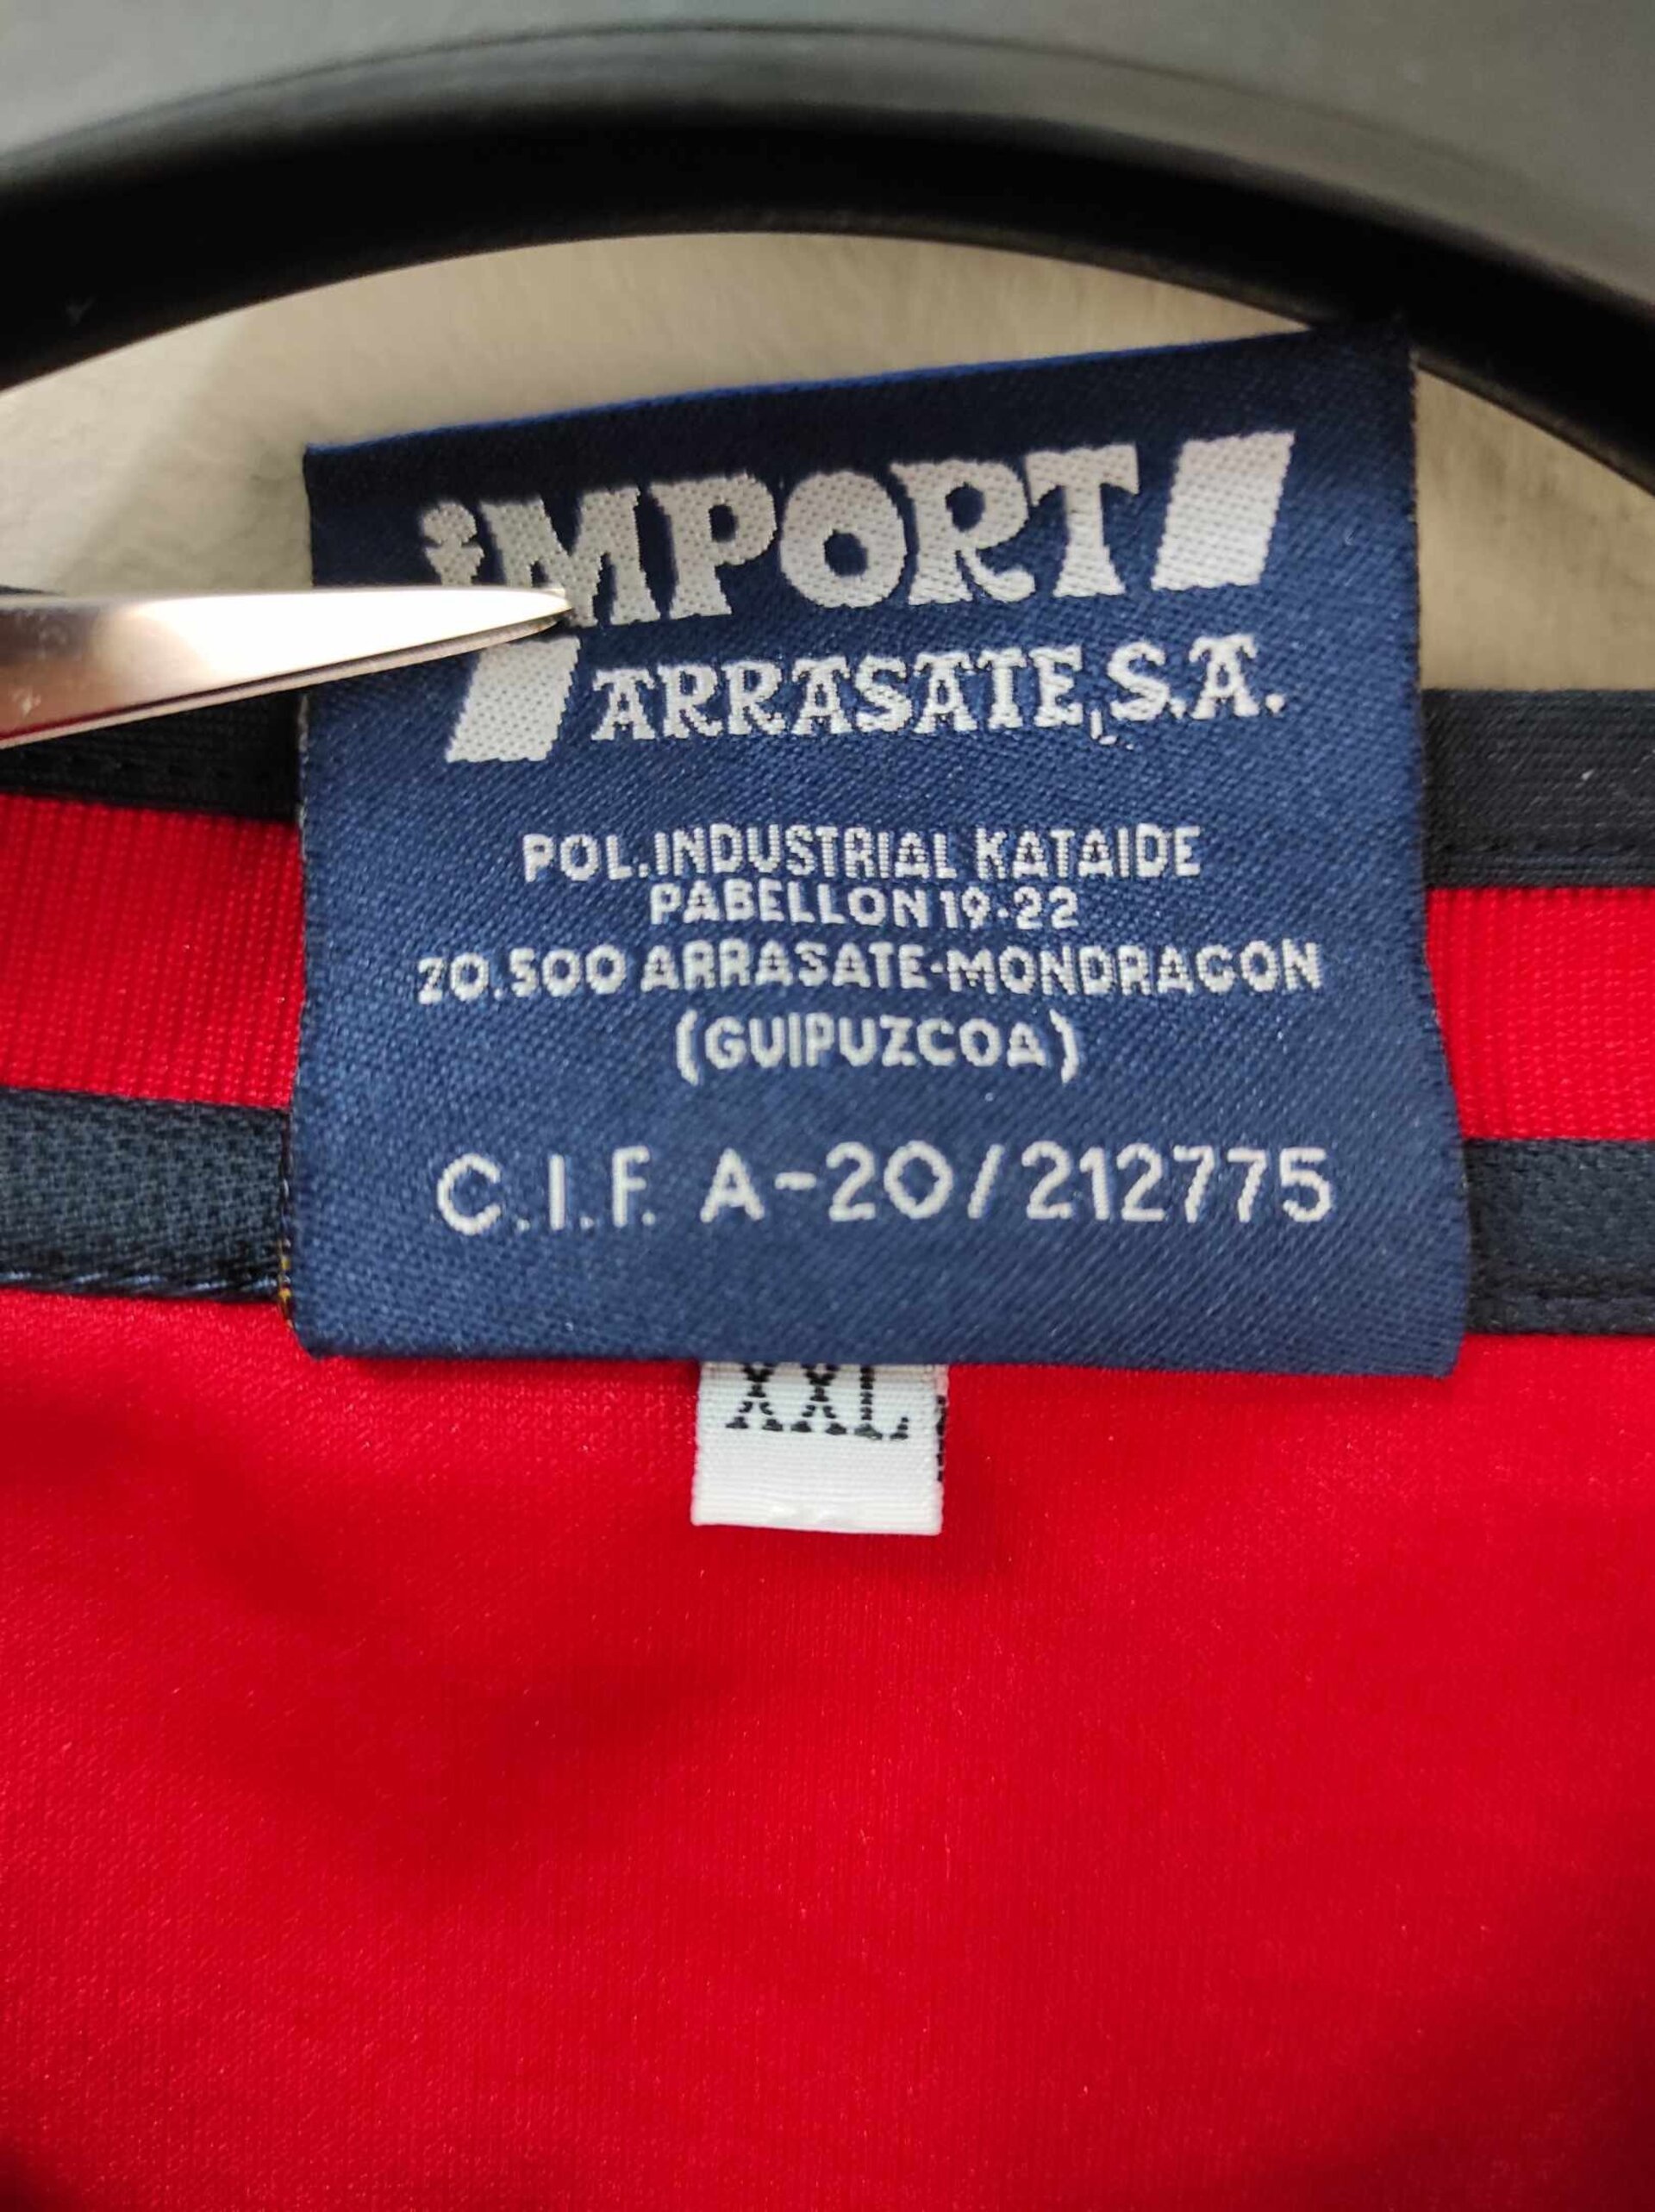 IMPORT
ARRASATE, S.A.
POL. INDUSTRIAL KATAIDE
PABELLON 19-22
20.500 ARRASATE-MONDRAGON
(GUIPUZCOA)
C.I.F. A-20/212775
XXL